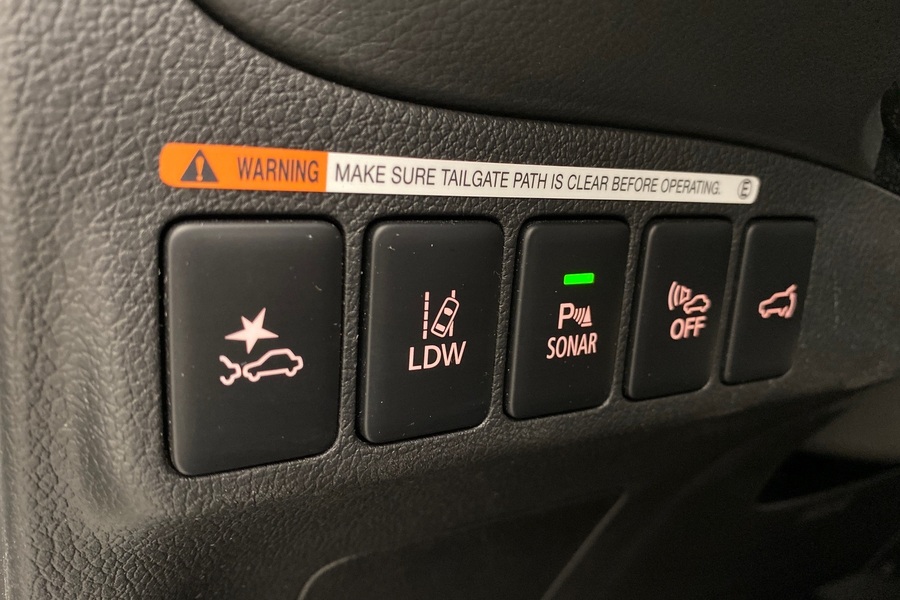 WARNING MAKE SURE TAILGATE PATH IS CLEAR BEFORE OPERATING. E
LDW
P
SONAR
OFF